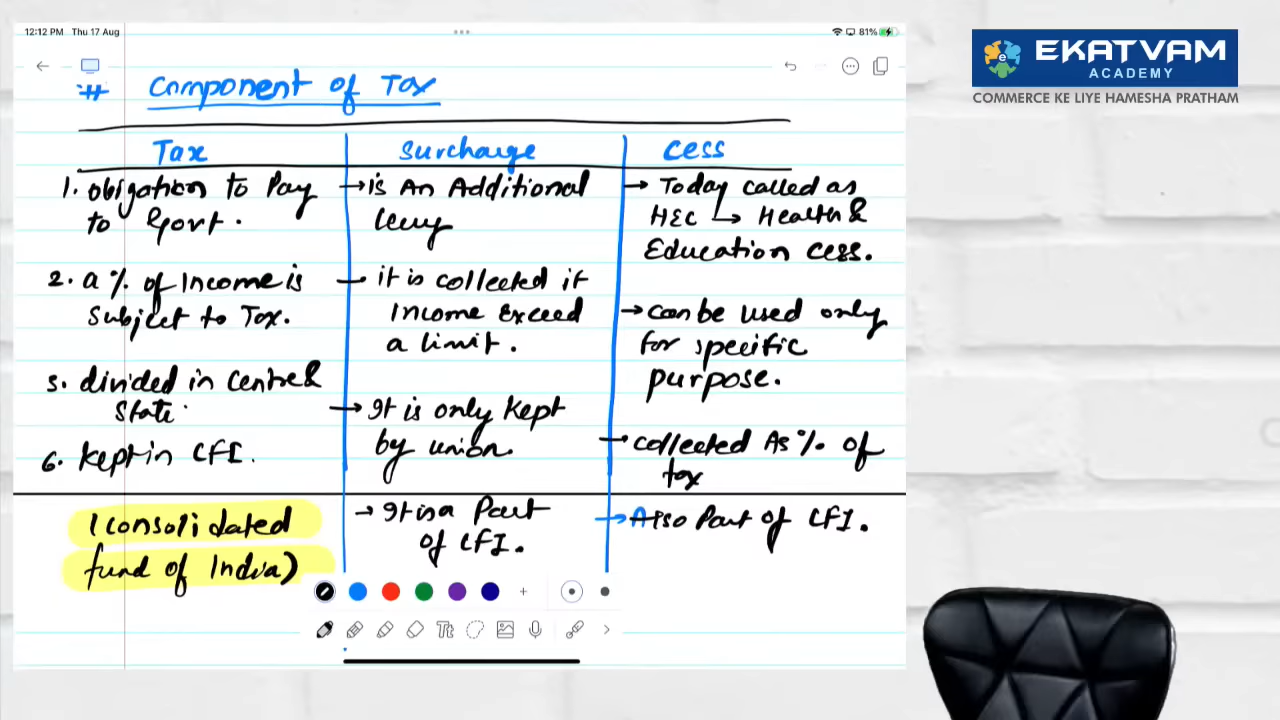 12:12 PM Thu 17 Aug
81%
EKATVAM
ACADEMY
COMMERCE KE LIYE HAMESHA PRATHAM
# Component of Tax
Tax
1. obigation to Pay
to Govt.
2. a % of Income is
subject to Tax.
3. divided in Centre &
State.
6. kept in CFI.
(Consolidated
fund of India)
Surcharge
→ is An Additional
levy
— it is collected if
Income Exceed
a limit.
→ It is only kept
by union.
→ It is a Part
of CFI.
Cess
→ Today called as
HEC → Health &
Education cess.
→ can be used only
for specific
purpose.
→ collected As % of
tax
→ Also Part of CFI.
Tt